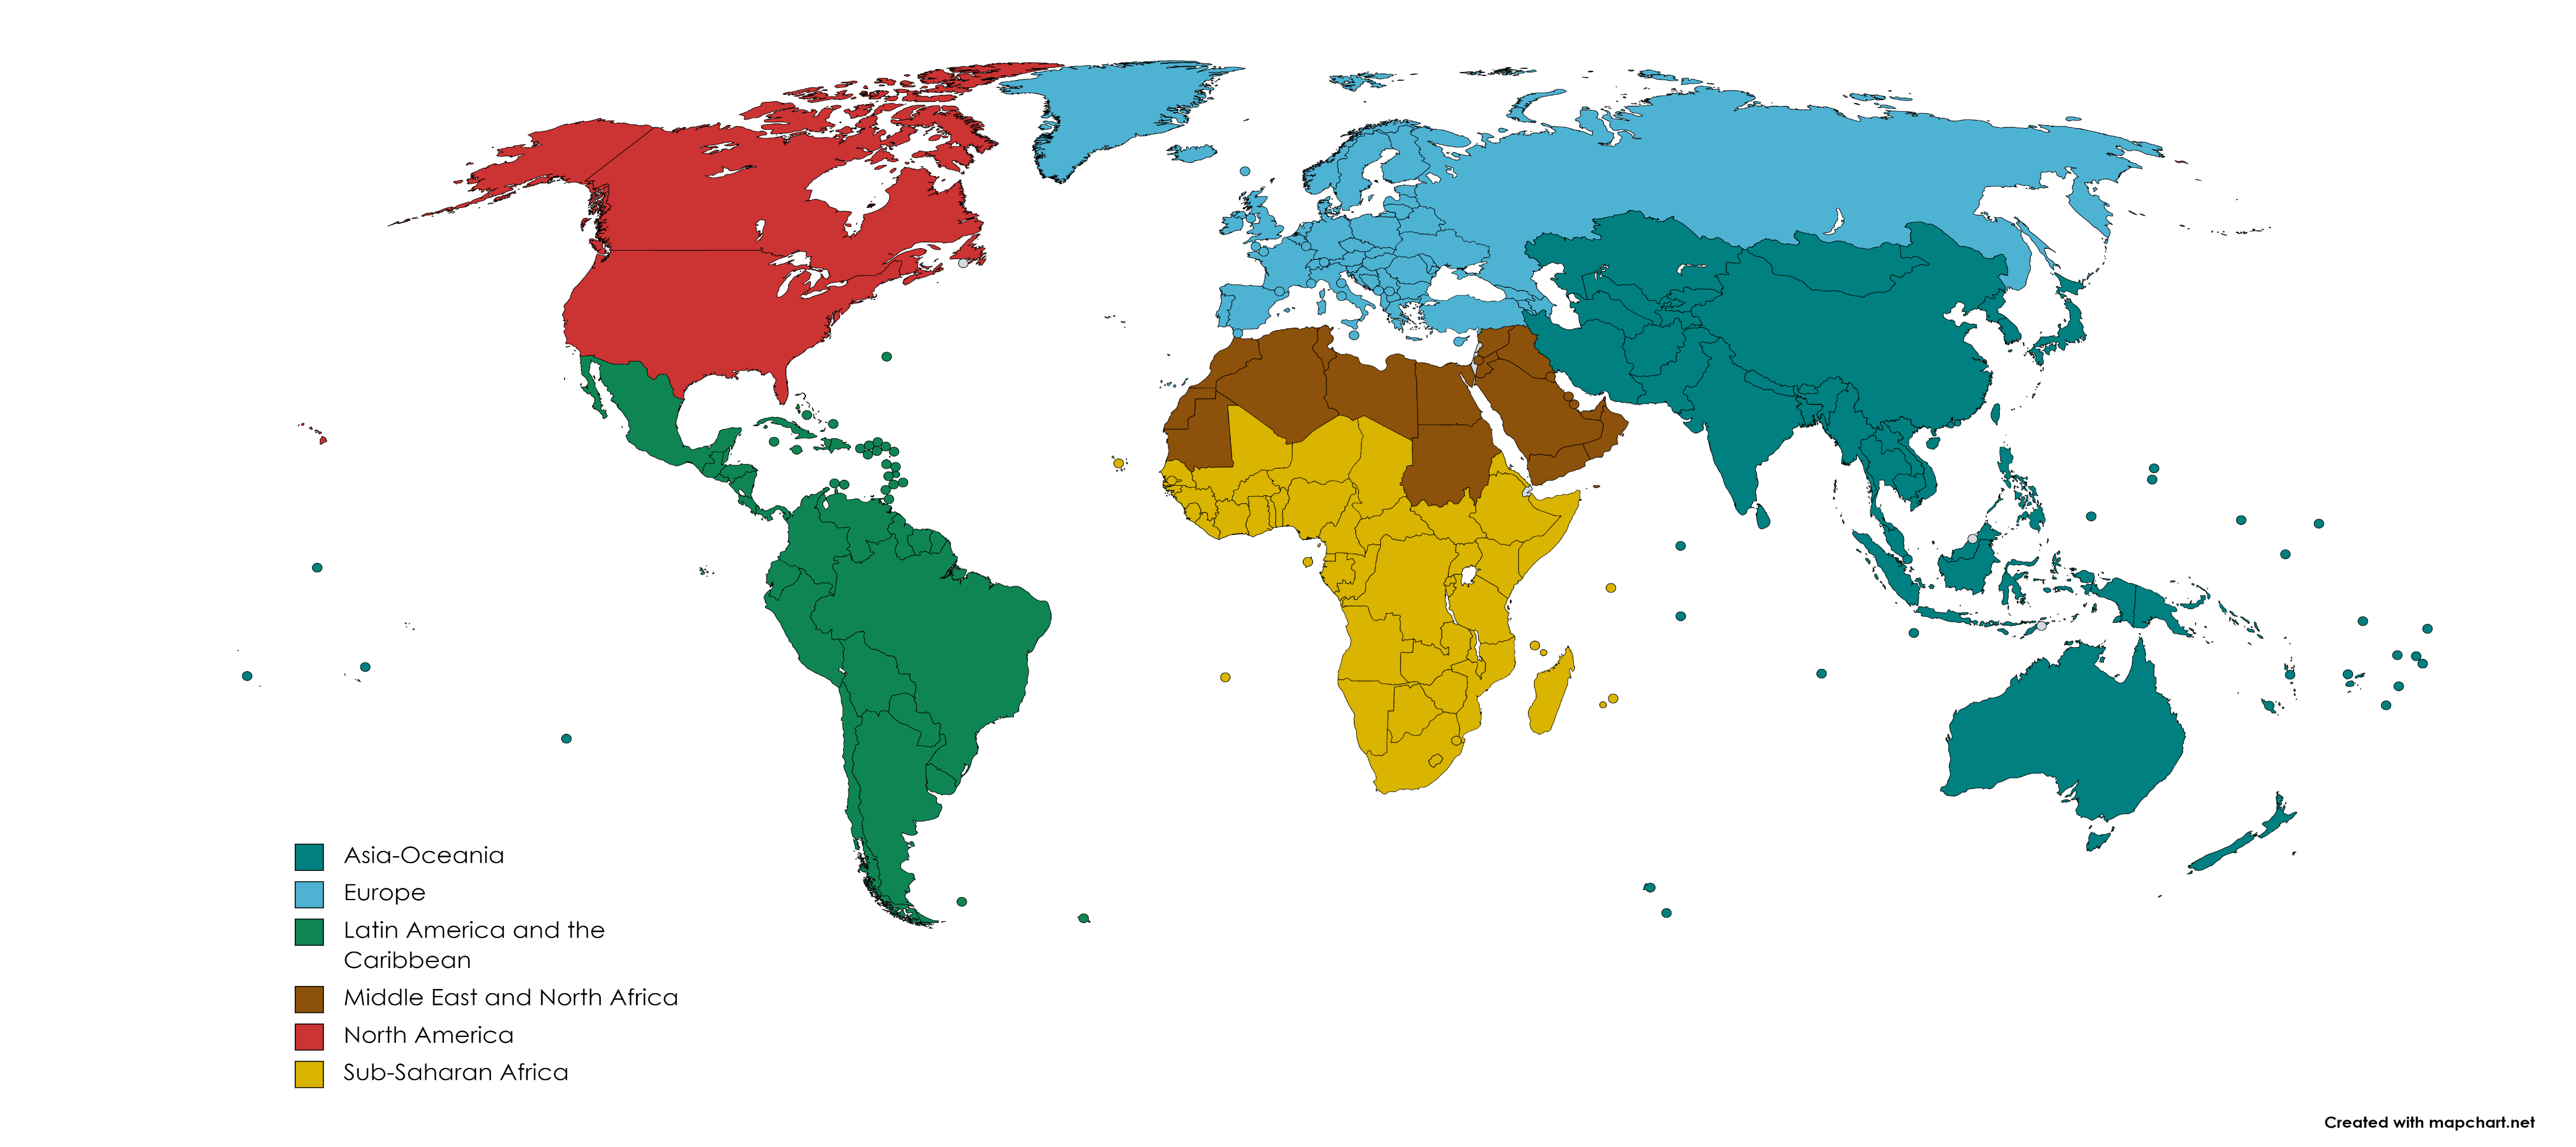 Asia-Oceania
Europe
Latin America and the
Caribbean
Middle East and North Africa
North America
Sub-Saharan Africa
Created with mapchart.net